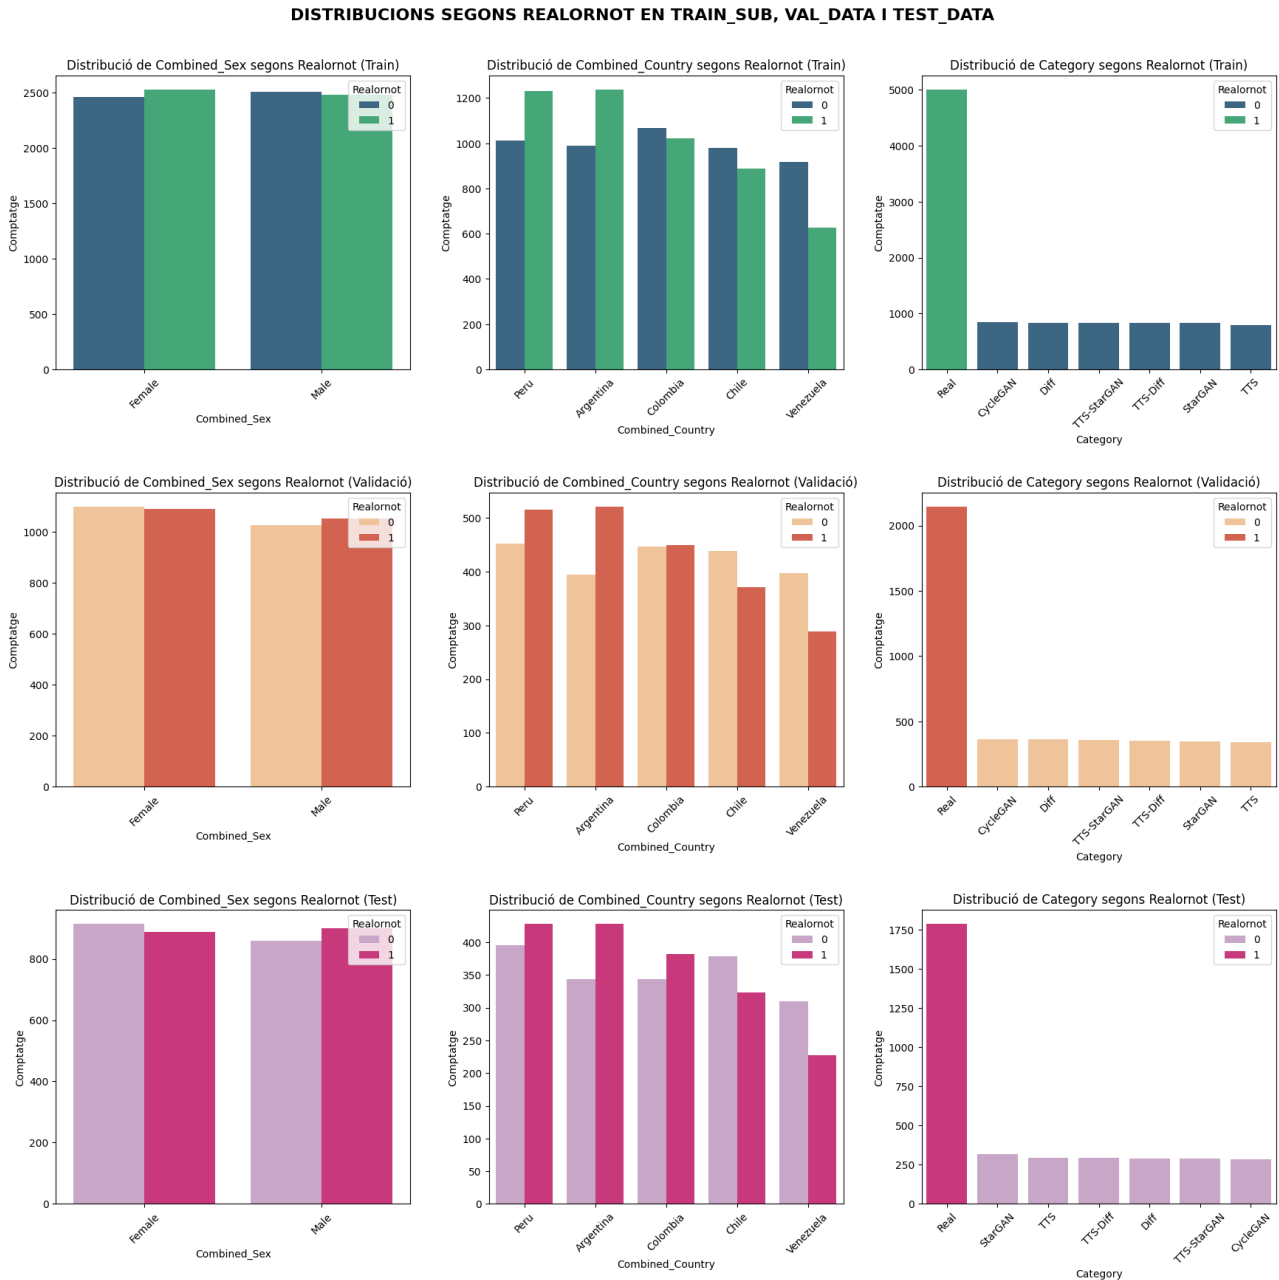 DISTRIBUCIONS SEGONS REALORNOT EN TRAIN_SUB, VAL_DATA I TEST_DATA
Distribució de Combined_Sex segons Realornot (Train)
Realornot
0
1
2500
2000
1500
1000
500
0
Comptatge
Female
Male
Combined_Sex
Distribució de Combined_Country segons Realornot (Train)
Realornot
0
1
1200
1000
800
600
400
200
0
Comptatge
Peru
Argentina
Colombia
Chile
Venezuela
Combined_Country
Distribució de Category segons Realornot (Train)
Realornot
0
1
5000
4000
3000
2000
1000
0
Comptatge
Real
CycleGAN
Diff
TTS-StarGAN
TTS-Diff
StarGAN
TTS
Category
Distribució de Combined_Sex segons Realornot (Validació)
Realornot
0
1
1000
800
600
400
200
0
Comptatge
Female
Male
Combined_Sex
Distribució de Combined_Country segons Realornot (Validació)
Realornot
0
1
500
400
300
200
100
0
Comptatge
Peru
Argentina
Colombia
Chile
Venezuela
Combined_Country
Distribució de Category segons Realornot (Validació)
Realornot
0
1
2000
1500
1000
500
0
Comptatge
Real
CycleGAN
Diff
TTS-StarGAN
TTS-Diff
StarGAN
TTS
Category
Distribució de Combined_Sex segons Realornot (Test)
Realornot
0
1
800
600
400
200
0
Comptatge
Female
Male
Combined_Sex
Distribució de Combined_Country segons Realornot (Test)
Realornot
0
1
400
350
300
250
200
150
100
50
0
Comptatge
Peru
Argentina
Colombia
Chile
Venezuela
Combined_Country
Distribució de Category segons Realornot (Test)
Realornot
0
1
1750
1500
1250
1000
750
500
250
0
Comptatge
Real
StarGAN
TTS
TTS-Diff
Diff
TTS-StarGAN
CycleGAN
Category